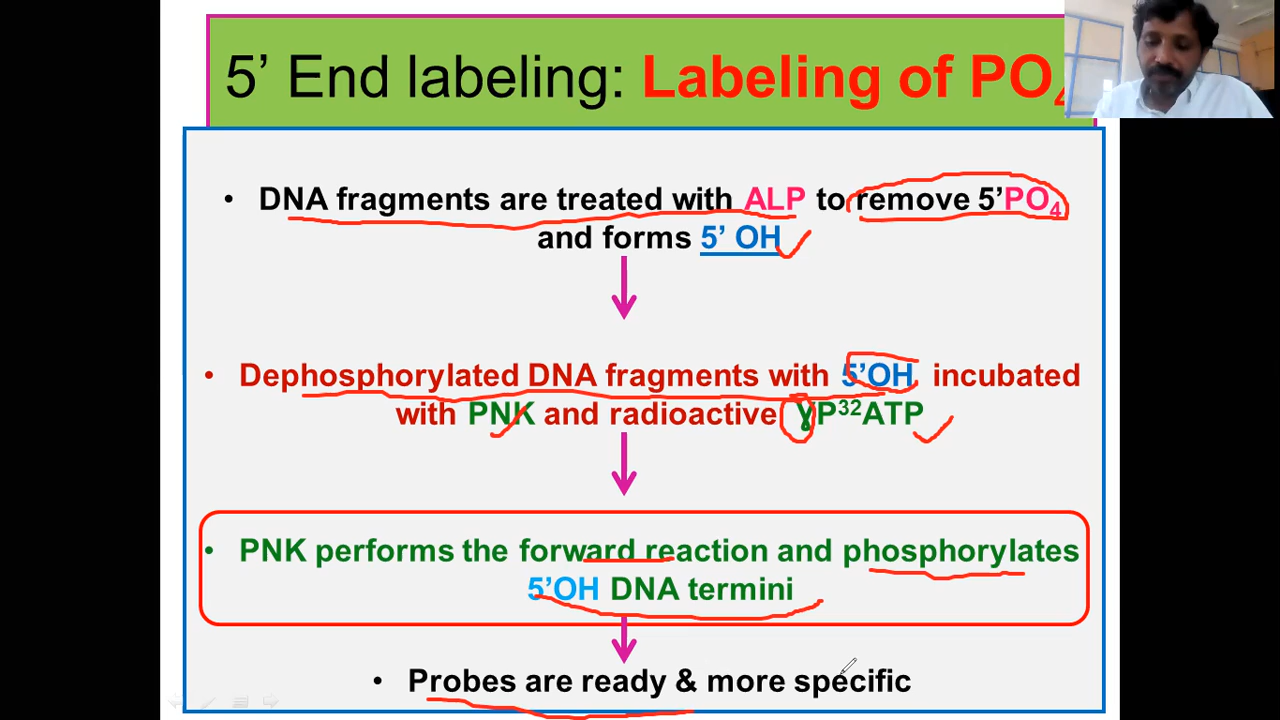 5’ End labeling: Labeling of PO4
• DNA fragments are treated with ALP to remove 5’PO4
and forms 5’ OH
• Dephosphorylated DNA fragments with 5’OH incubated
with PNK and radioactive γP³²ATP
• PNK performs the forward reaction and phosphorylates
5’OH DNA termini
• Probes are ready & more specific